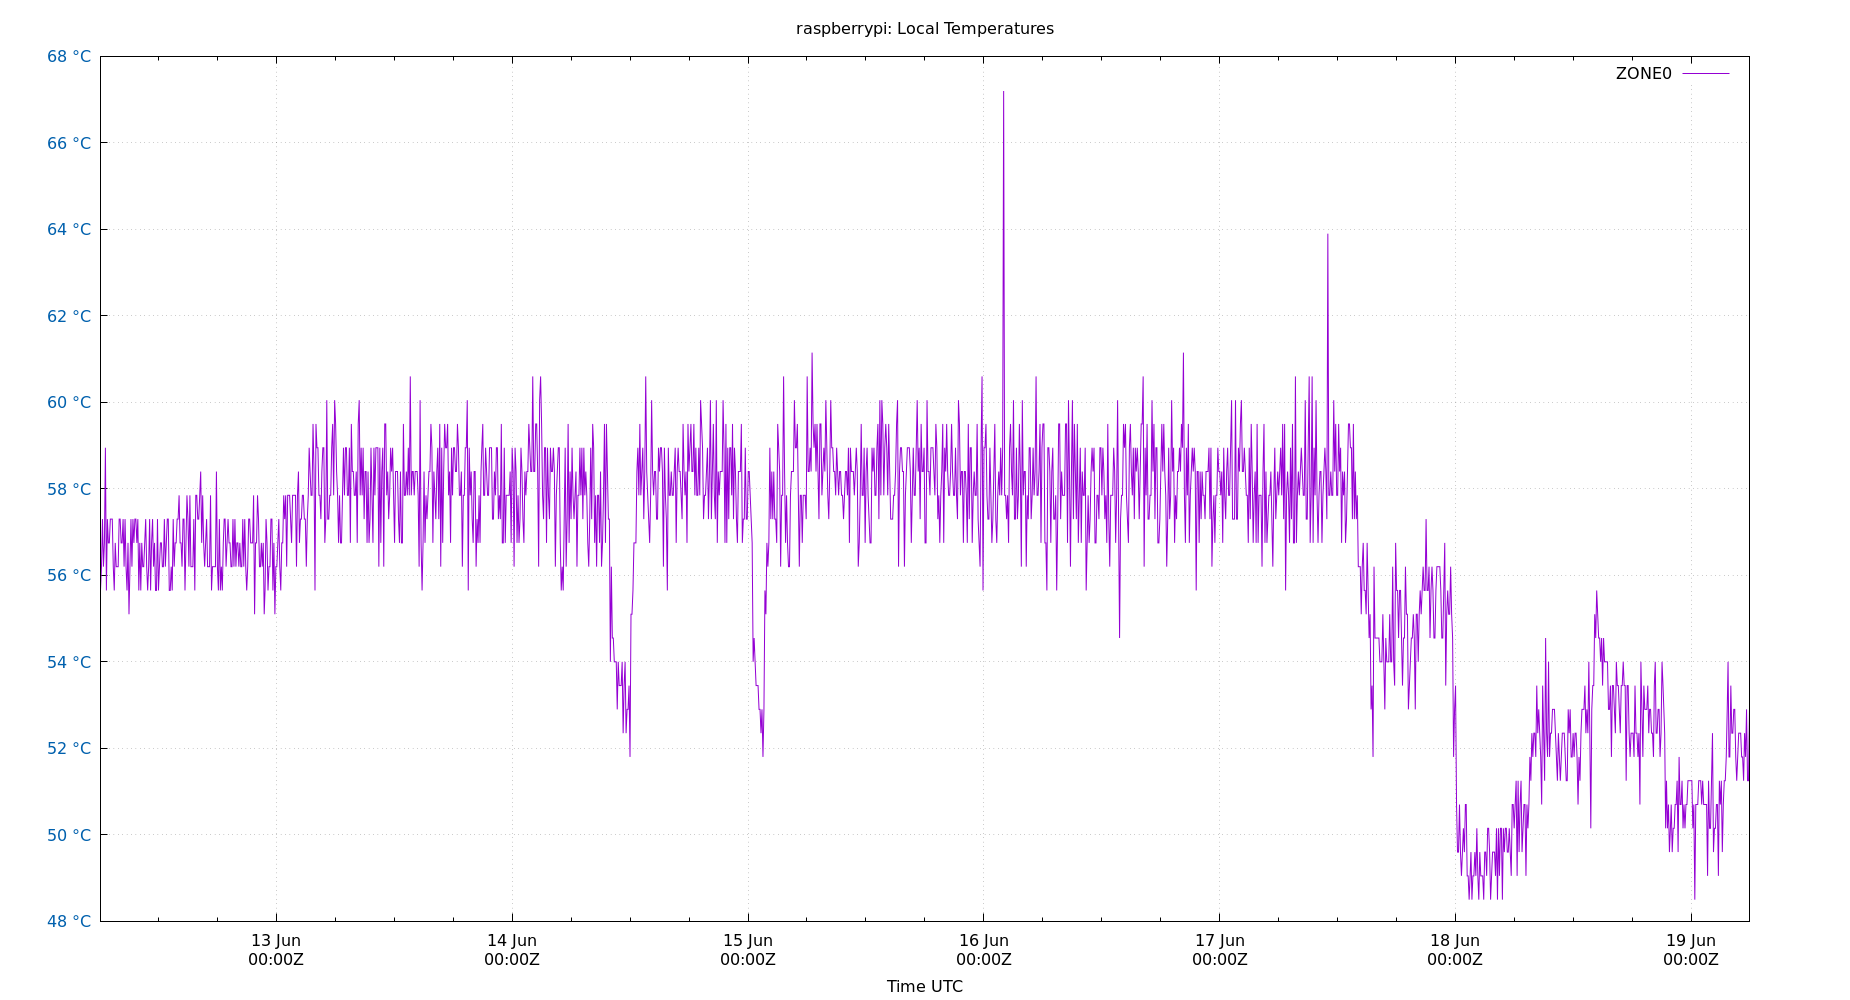 raspberrypi: Local Temperatures
ZONE0
68 °C
66 °C
64 °C
62 °C
60 °C
58 °C
56 °C
54 °C
52 °C
50 °C
48 °C
13 Jun 14 Jun 15 Jun 16 Jun 17 Jun 18 Jun 19 Jun
00:00Z 00:00Z 00:00Z 00:00Z 00:00Z 00:00Z 00:00Z
Time UTC